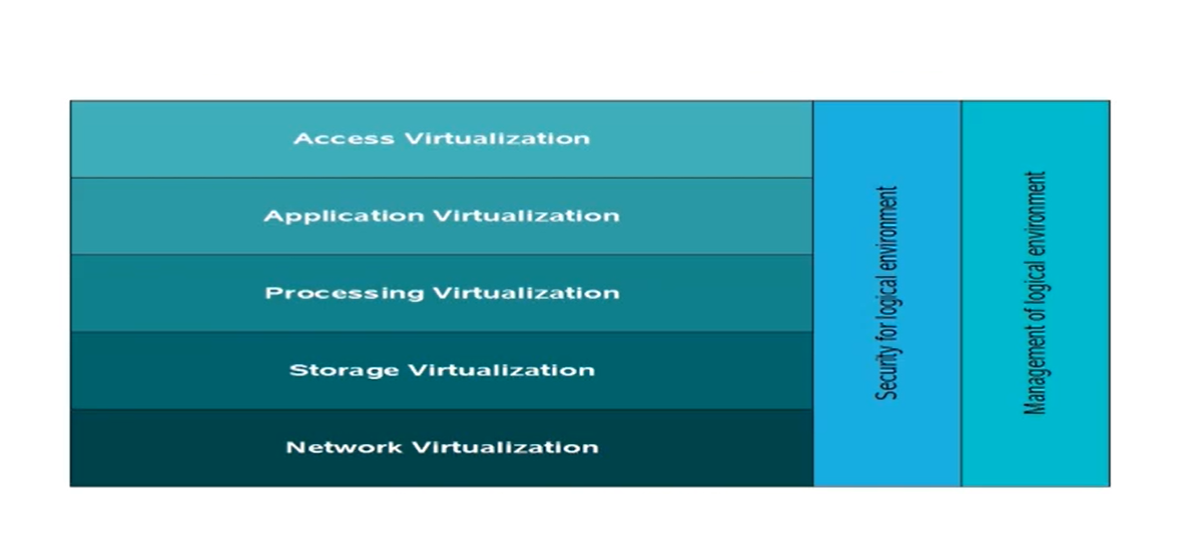 Access Virtualization
Application Virtualization
Processing Virtualization
Storage Virtualization
Network Virtualization
Security for logical environment
Management of logical environment